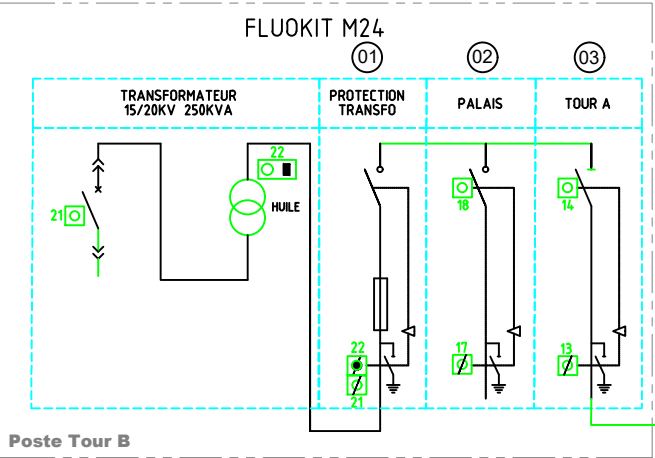 FLUOKIT M24
01
02
03
TRANSFORMATEUR
15/20KV 250KVA
PROTECTION
TRANSFO
PALAIS
TOUR A
22
21
HUILE
18
14
22
21
17
13
Poste Tour B